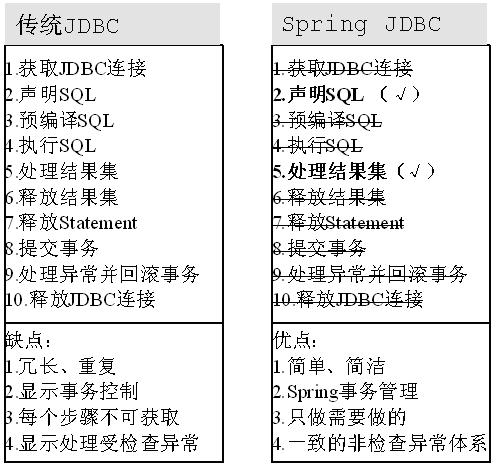 传统JDBC
1.获取JDBC连接
2.声明SQL
3.预编译SQL
4.执行SQL
5.处理结果集
6.释放结果集
7.释放Statement
8.提交事务
9.处理异常并回滚事务
10.释放JDBC连接
缺点:
1.冗长、重复
2.显示事务控制
3.每个步骤不可获取
4.显示处理受检查异常
Spring JDBC
1.获取JDBC连接
2.声明SQL（√）
3.预编译SQL
4.执行SQL
5.处理结果集（√）
6.释放结果集
7.释放Statement
8.提交事务
9.处理异常并回滚事务
10.释放JDBC连接
优点:
1.简单、简洁
2.Spring事务管理
3.只做需要做的
4.一致的非检查异常体系